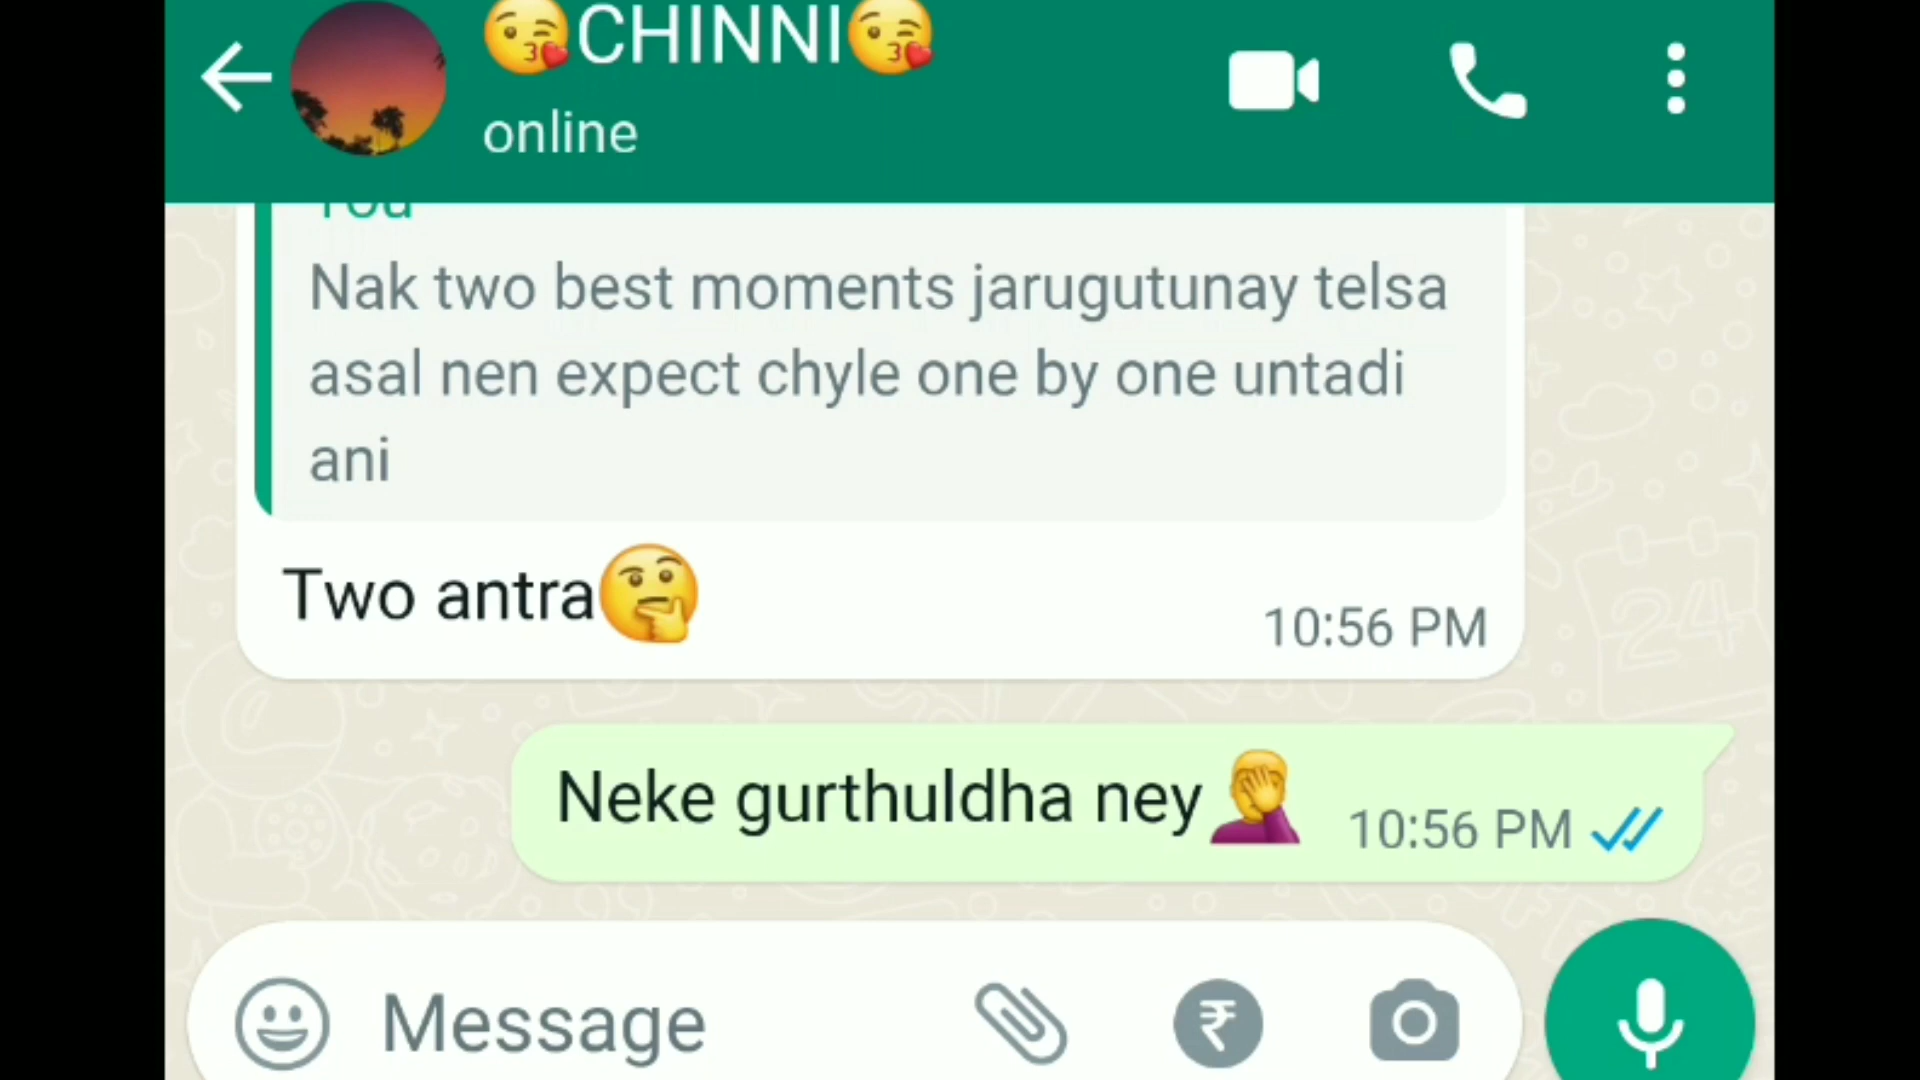 😘CHINNI😘
online
You
Nak two best moments jarugutunay telsa
asal nen expect chyle one by one untadi
ani
Two antra🤔
10:56 PM
Neke gurthuldha ney🤦
10:56 PM
Message